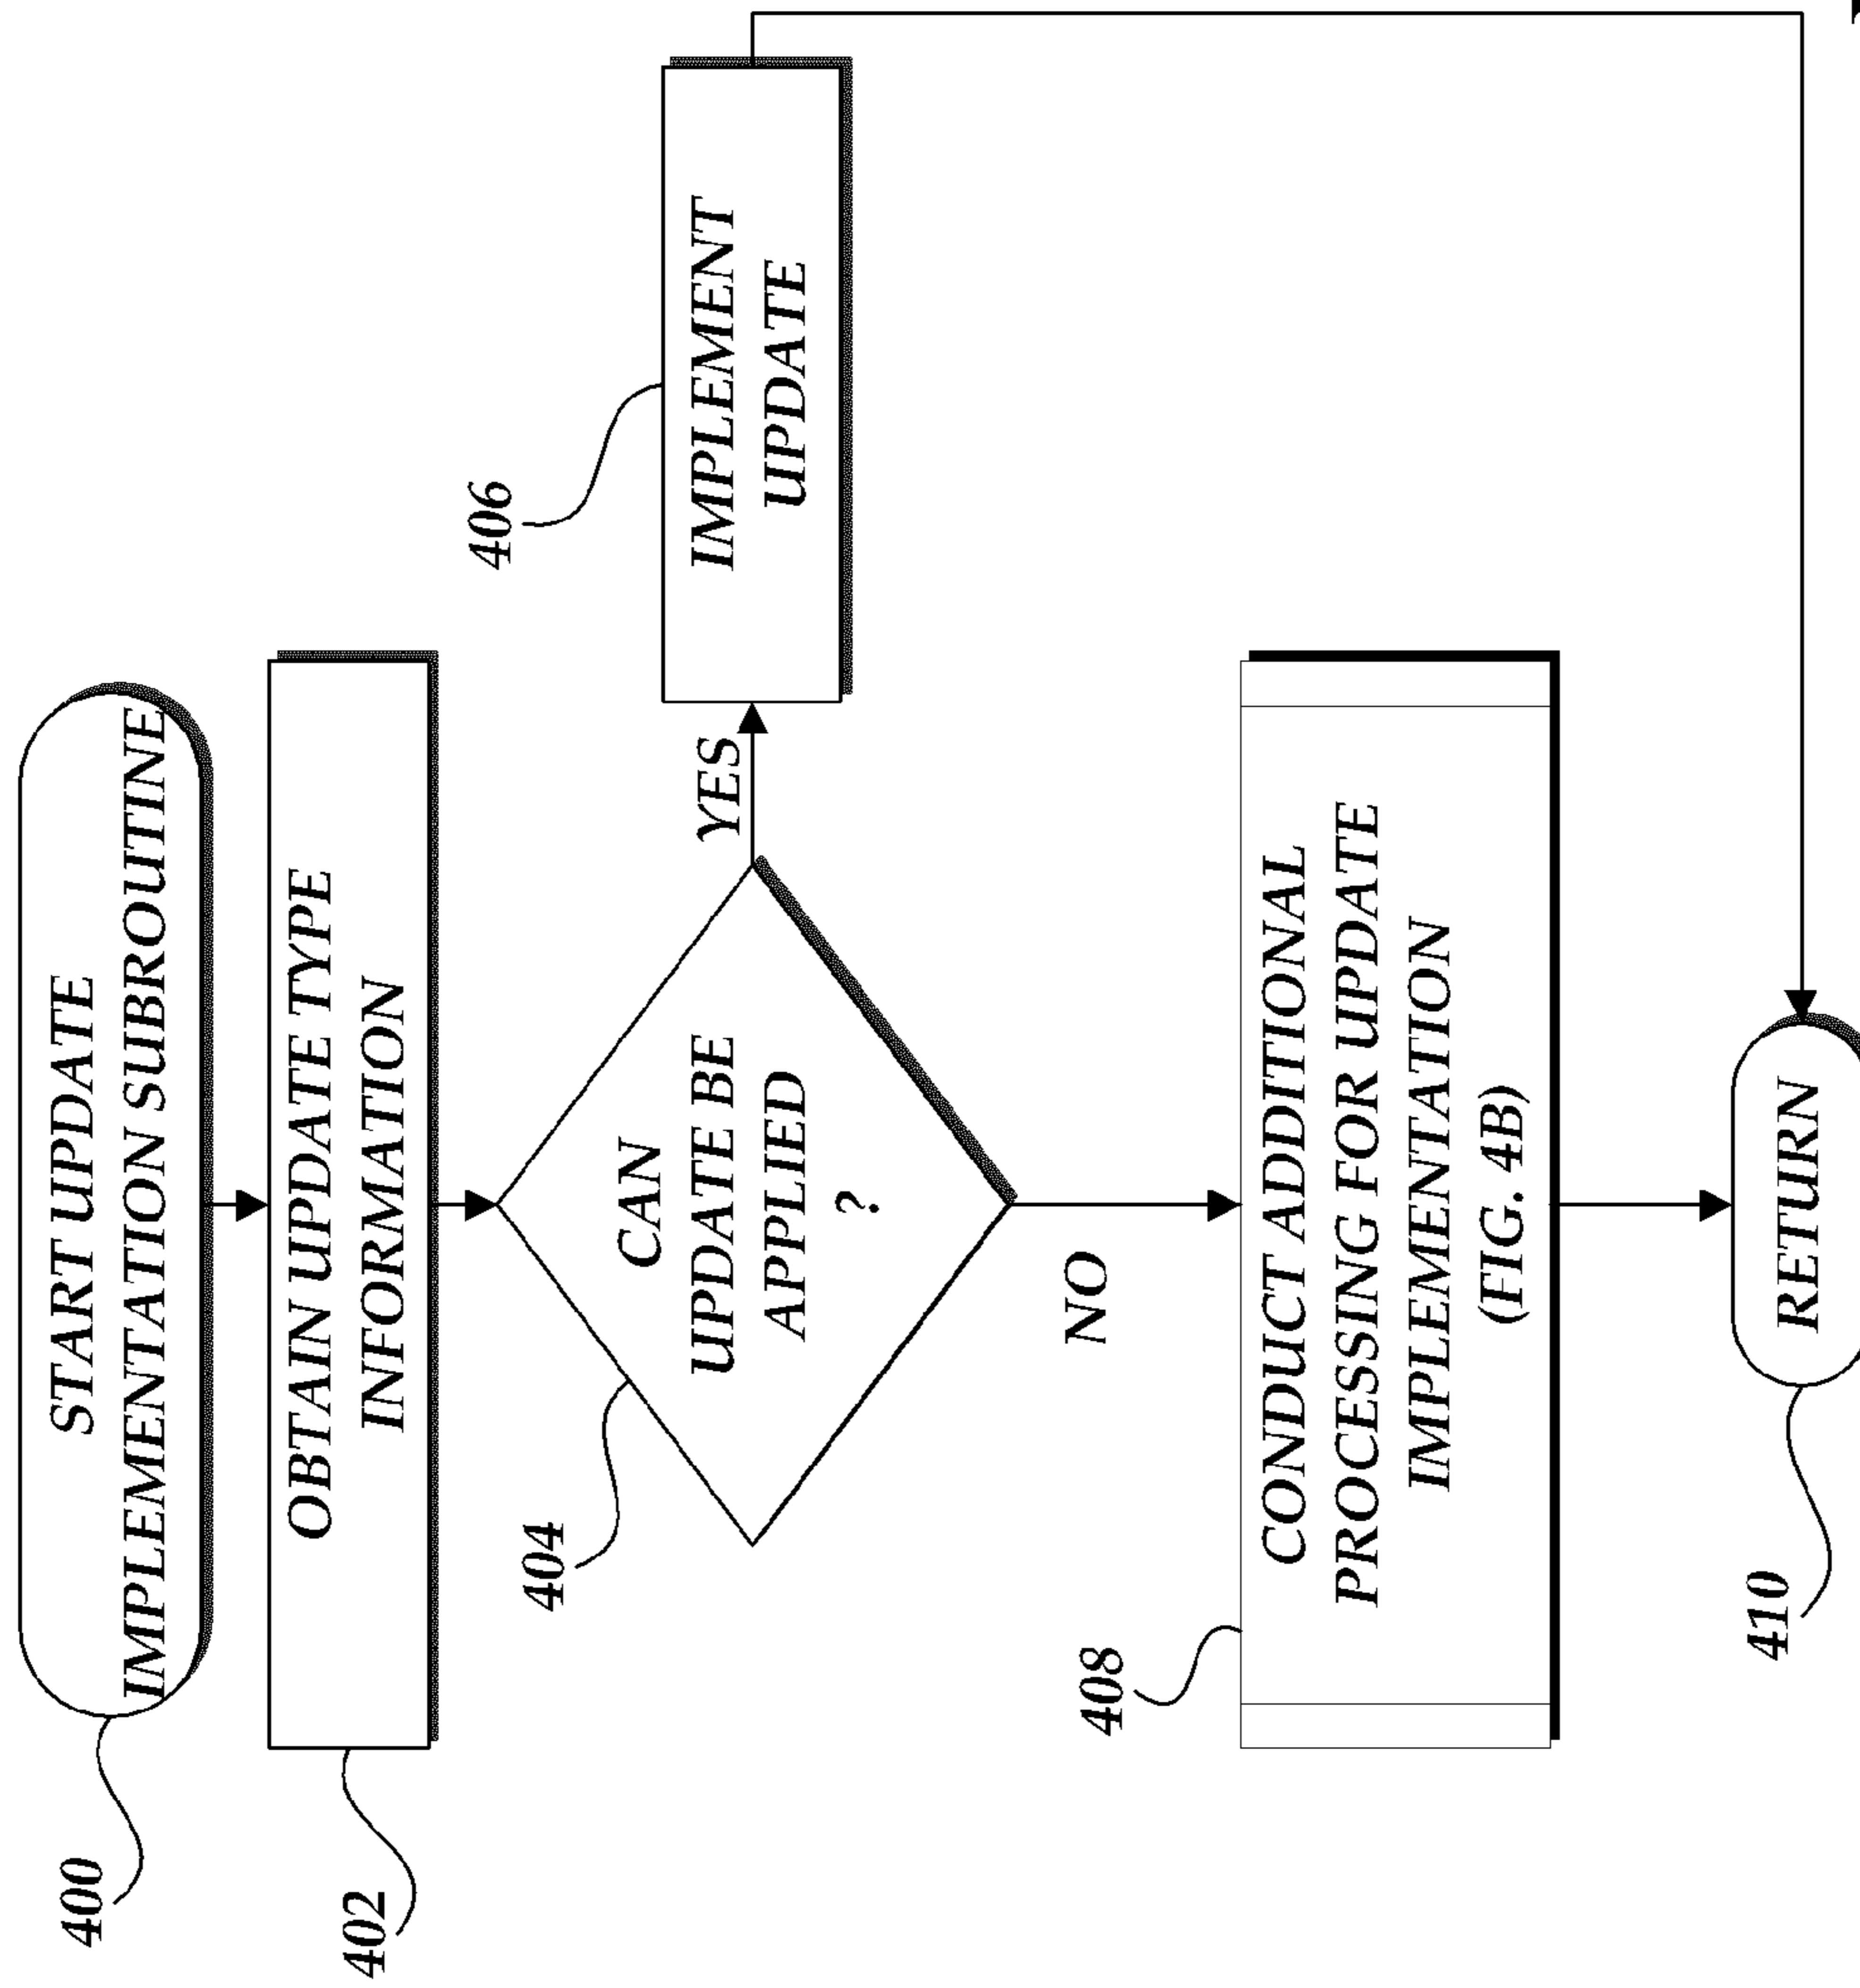 400
START UPDATE
IMPLEMENTATION SUBROUTINE
402
OBTAIN UPDATE TYPE
INFORMATION
404
CAN
UPDATE BE
APPLIED
?
YES
406
IMPLEMENT
UPDATE
NO
408
CONDUCT ADDITIONAL
PROCESSING FOR UPDATE
IMPLEMENTATION
(FIG. 4B)
410
RETURN